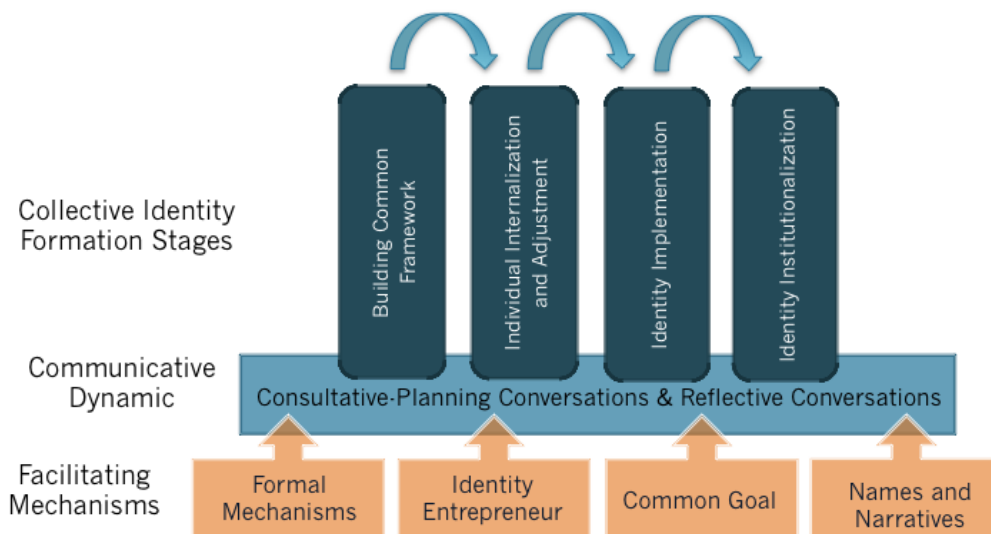 Collective Identity
Formation Stages
Building Common
Framework
Individual Internalization
and Adjustment
Identity Implementation
Identity Institutionalization
Communicative
Dynamic
Consultative-Planning Conversations & Reflective Conversations
Facilitating
Mechanisms
Formal
Mechanisms
Identity
Entrepreneur
Common Goal
Names and
Narratives